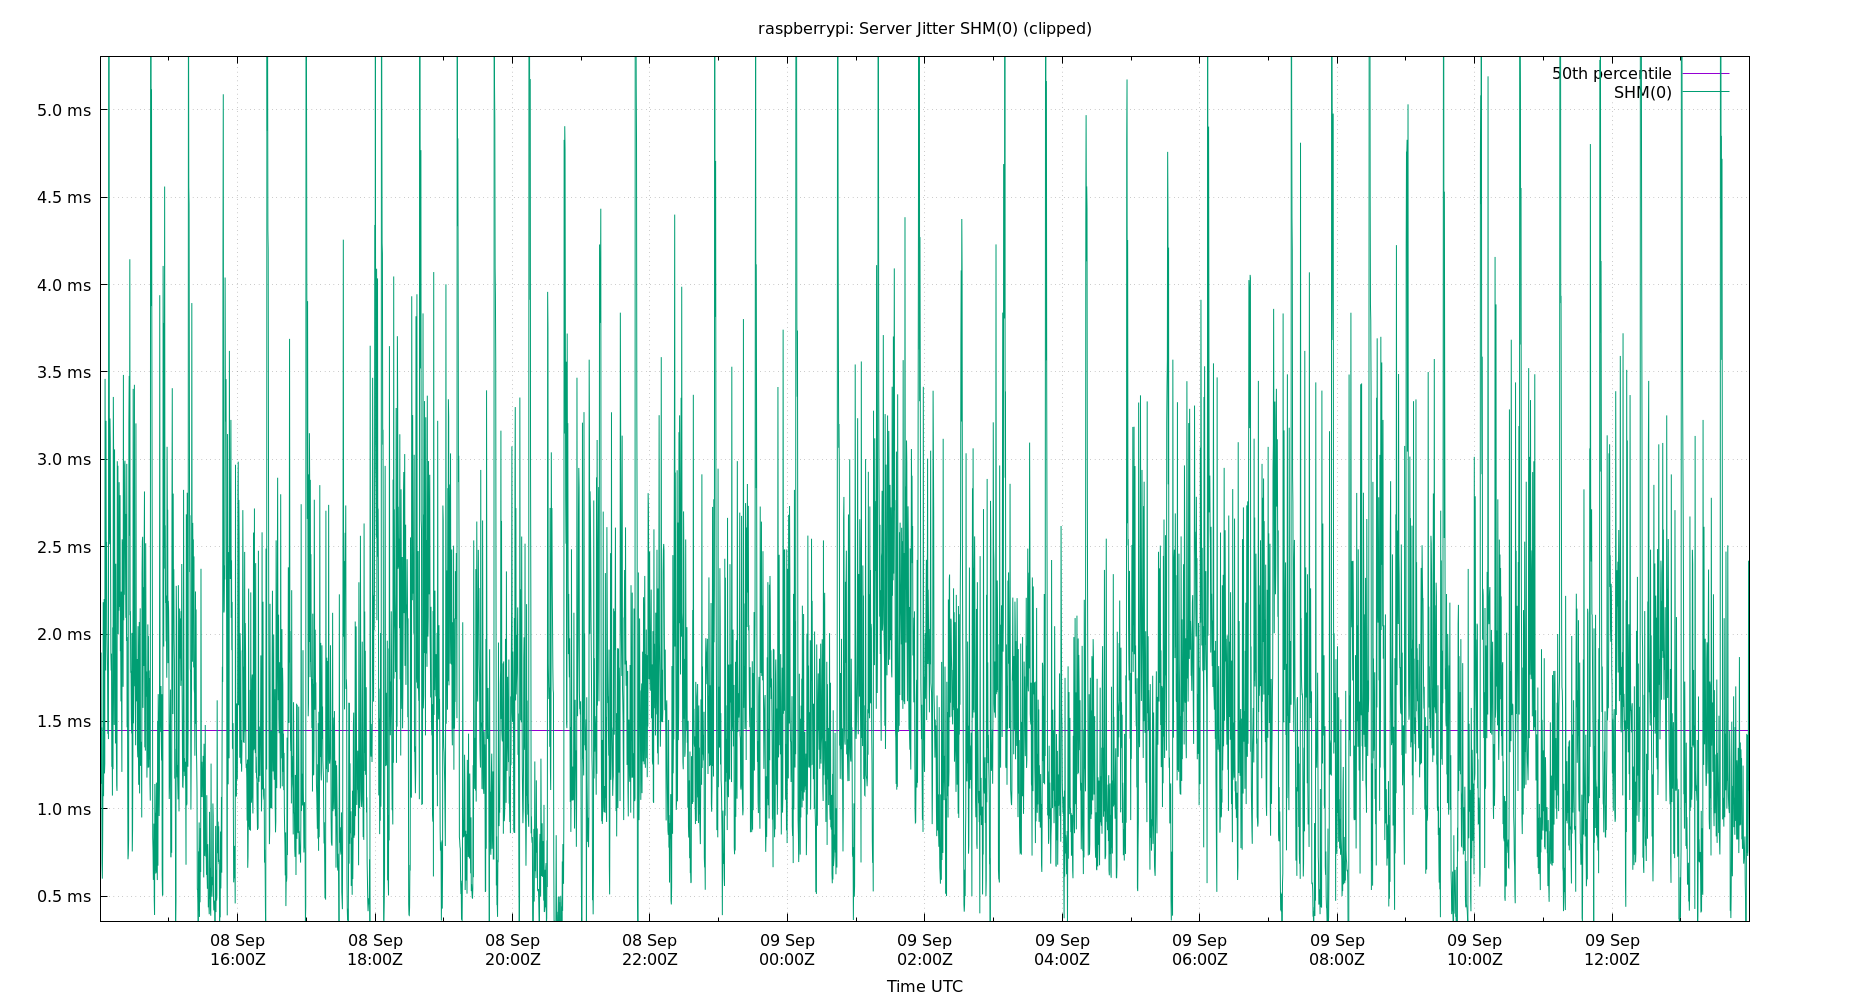 raspberrypi: Server Jitter SHM(0) (clipped)
50th percentile
SHM(0)
5.0 ms
4.5 ms
4.0 ms
3.5 ms
3.0 ms
2.5 ms
2.0 ms
1.5 ms
1.0 ms
0.5 ms
08 Sep 08 Sep 08 Sep 08 Sep 09 Sep 09 Sep 09 Sep 09 Sep 09 Sep 09 Sep 09 Sep
16:00Z 18:00Z 20:00Z 22:00Z 00:00Z 02:00Z 04:00Z 06:00Z 08:00Z 10:00Z 12:00Z
Time UTC